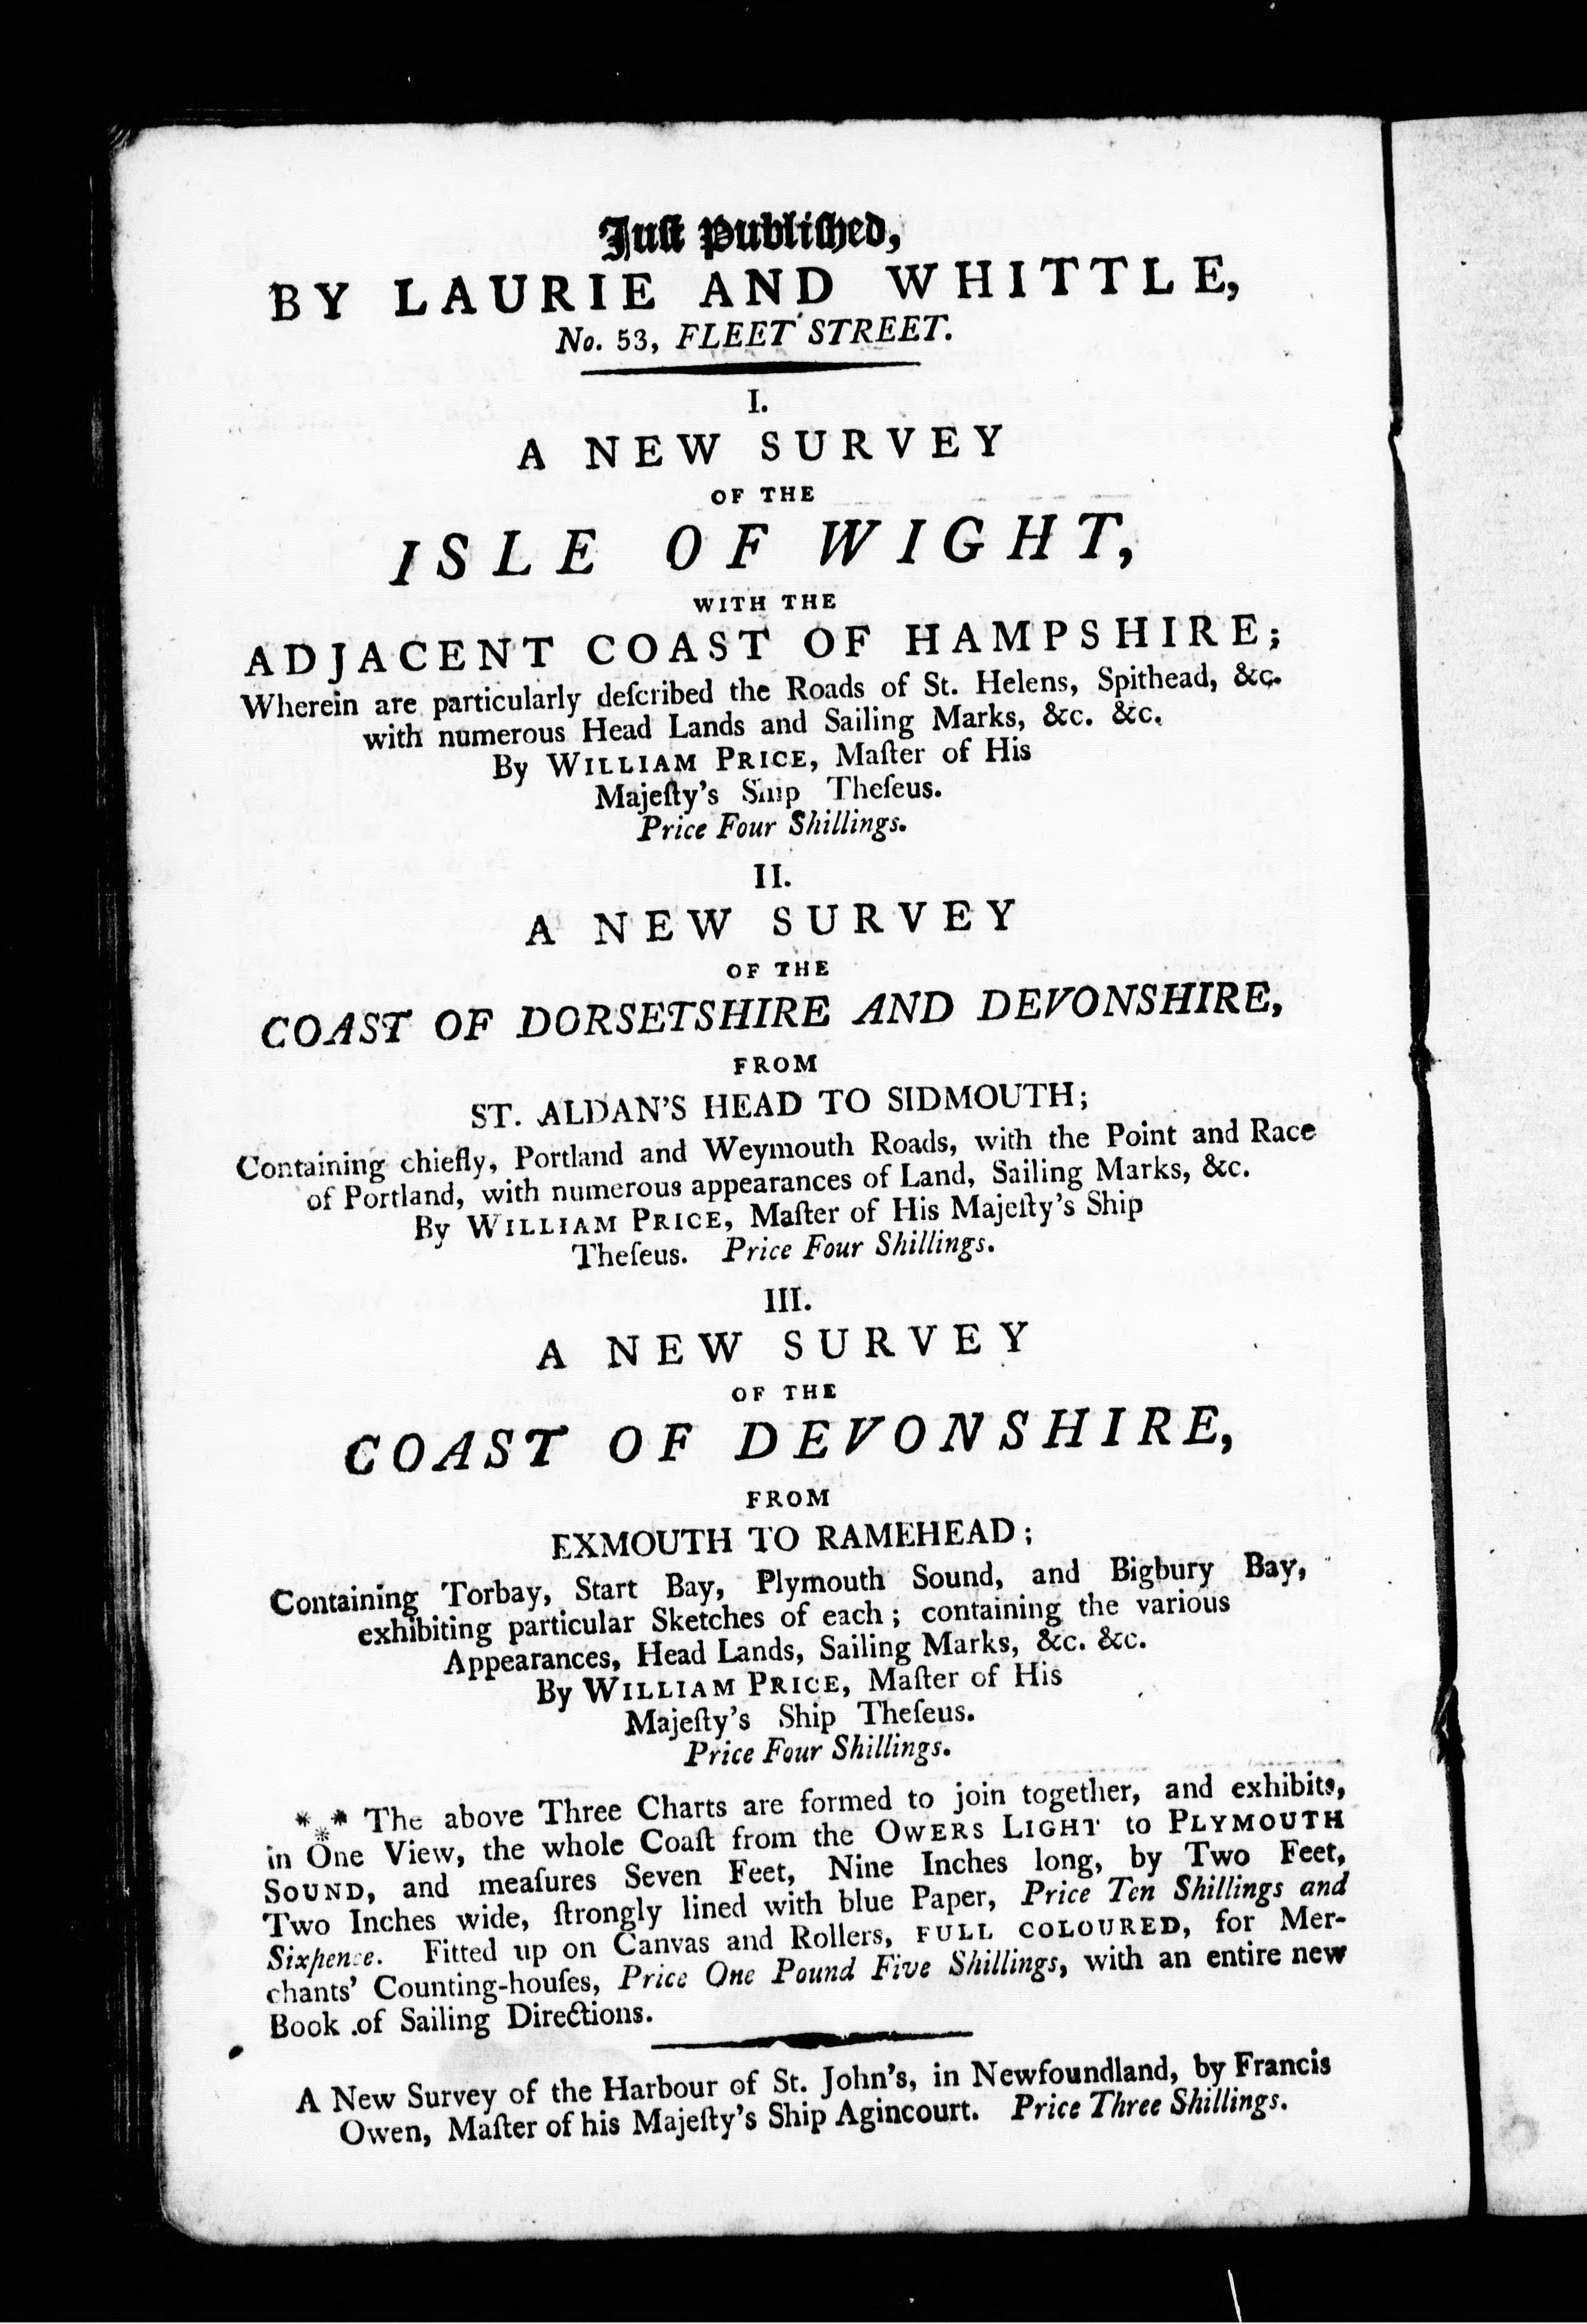 Juſt Publiſhed,
BY LAURIE AND WHITTLE,
No. 53, FLEET STREET.
I.
A NEW SURVEY
OF THE
ISLE OF WIGHT,
WITH THE
ADJACENT COAST OF HAMPSHIRE;
Wherein are particularly deſcribed the Roads of St. Helens, Spithead, &c.
with numerous Head Lands and Sailing Marks, &c. &c.
By WILLIAM PRICE, Maſter of His
Majeſty's Ship Theſeus.
Price Four Shillings.
II.
A NEW SURVEY
OF THE
COAST OF DORSETSHIRE AND DEVONSHIRE,
FROM
ST. ALDAN'S HEAD TO SIDMOUTH;
Containing chiefly, Portland and Weymouth Roads, with the Point and Race
of Portland, with numerous appearances of Land, Sailing Marks, &c.
By WILLIAM PRICE, Maſter of His Majeſty's Ship
Theſeus. Price Four Shillings.
III.
A NEW SURVEY
OF THE
COAST OF DEVONSHIRE,
FROM
EXMOUTH TO RAMEHEAD;
Containing Torbay, Start Bay, Plymouth Sound, and Bigbury Bay,
exhibiting particular Sketches of each; containing the various
Appearances, Head Lands, Sailing Marks, &c. &c.
By WILLIAM PRICE, Maſter of His
Majeſty's Ship Theſeus.
Price Four Shillings.
*⁎* The above Three Charts are formed to join together, and exhibits,
in One View, the whole Coaſt from the OWERS LIGHT to PLYMOUTH
SOUND, and meaſures Seven Feet, Nine Inches long, by Two Feet,
Two Inches wide, ſtrongly lined with blue Paper, Price Ten Shillings and
Sixpence. Fitted up on Canvas and Rollers, FULL COLOURED, for Mer-
chants' Counting-houſes, Price One Pound Five Shillings, with an entire new
Book of Sailing Directions.
A New Survey of the Harbour of St. John's, in Newfoundland, by Francis
Owen, Maſter of his Majeſty's Ship Agincourt. Price Three Shillings.